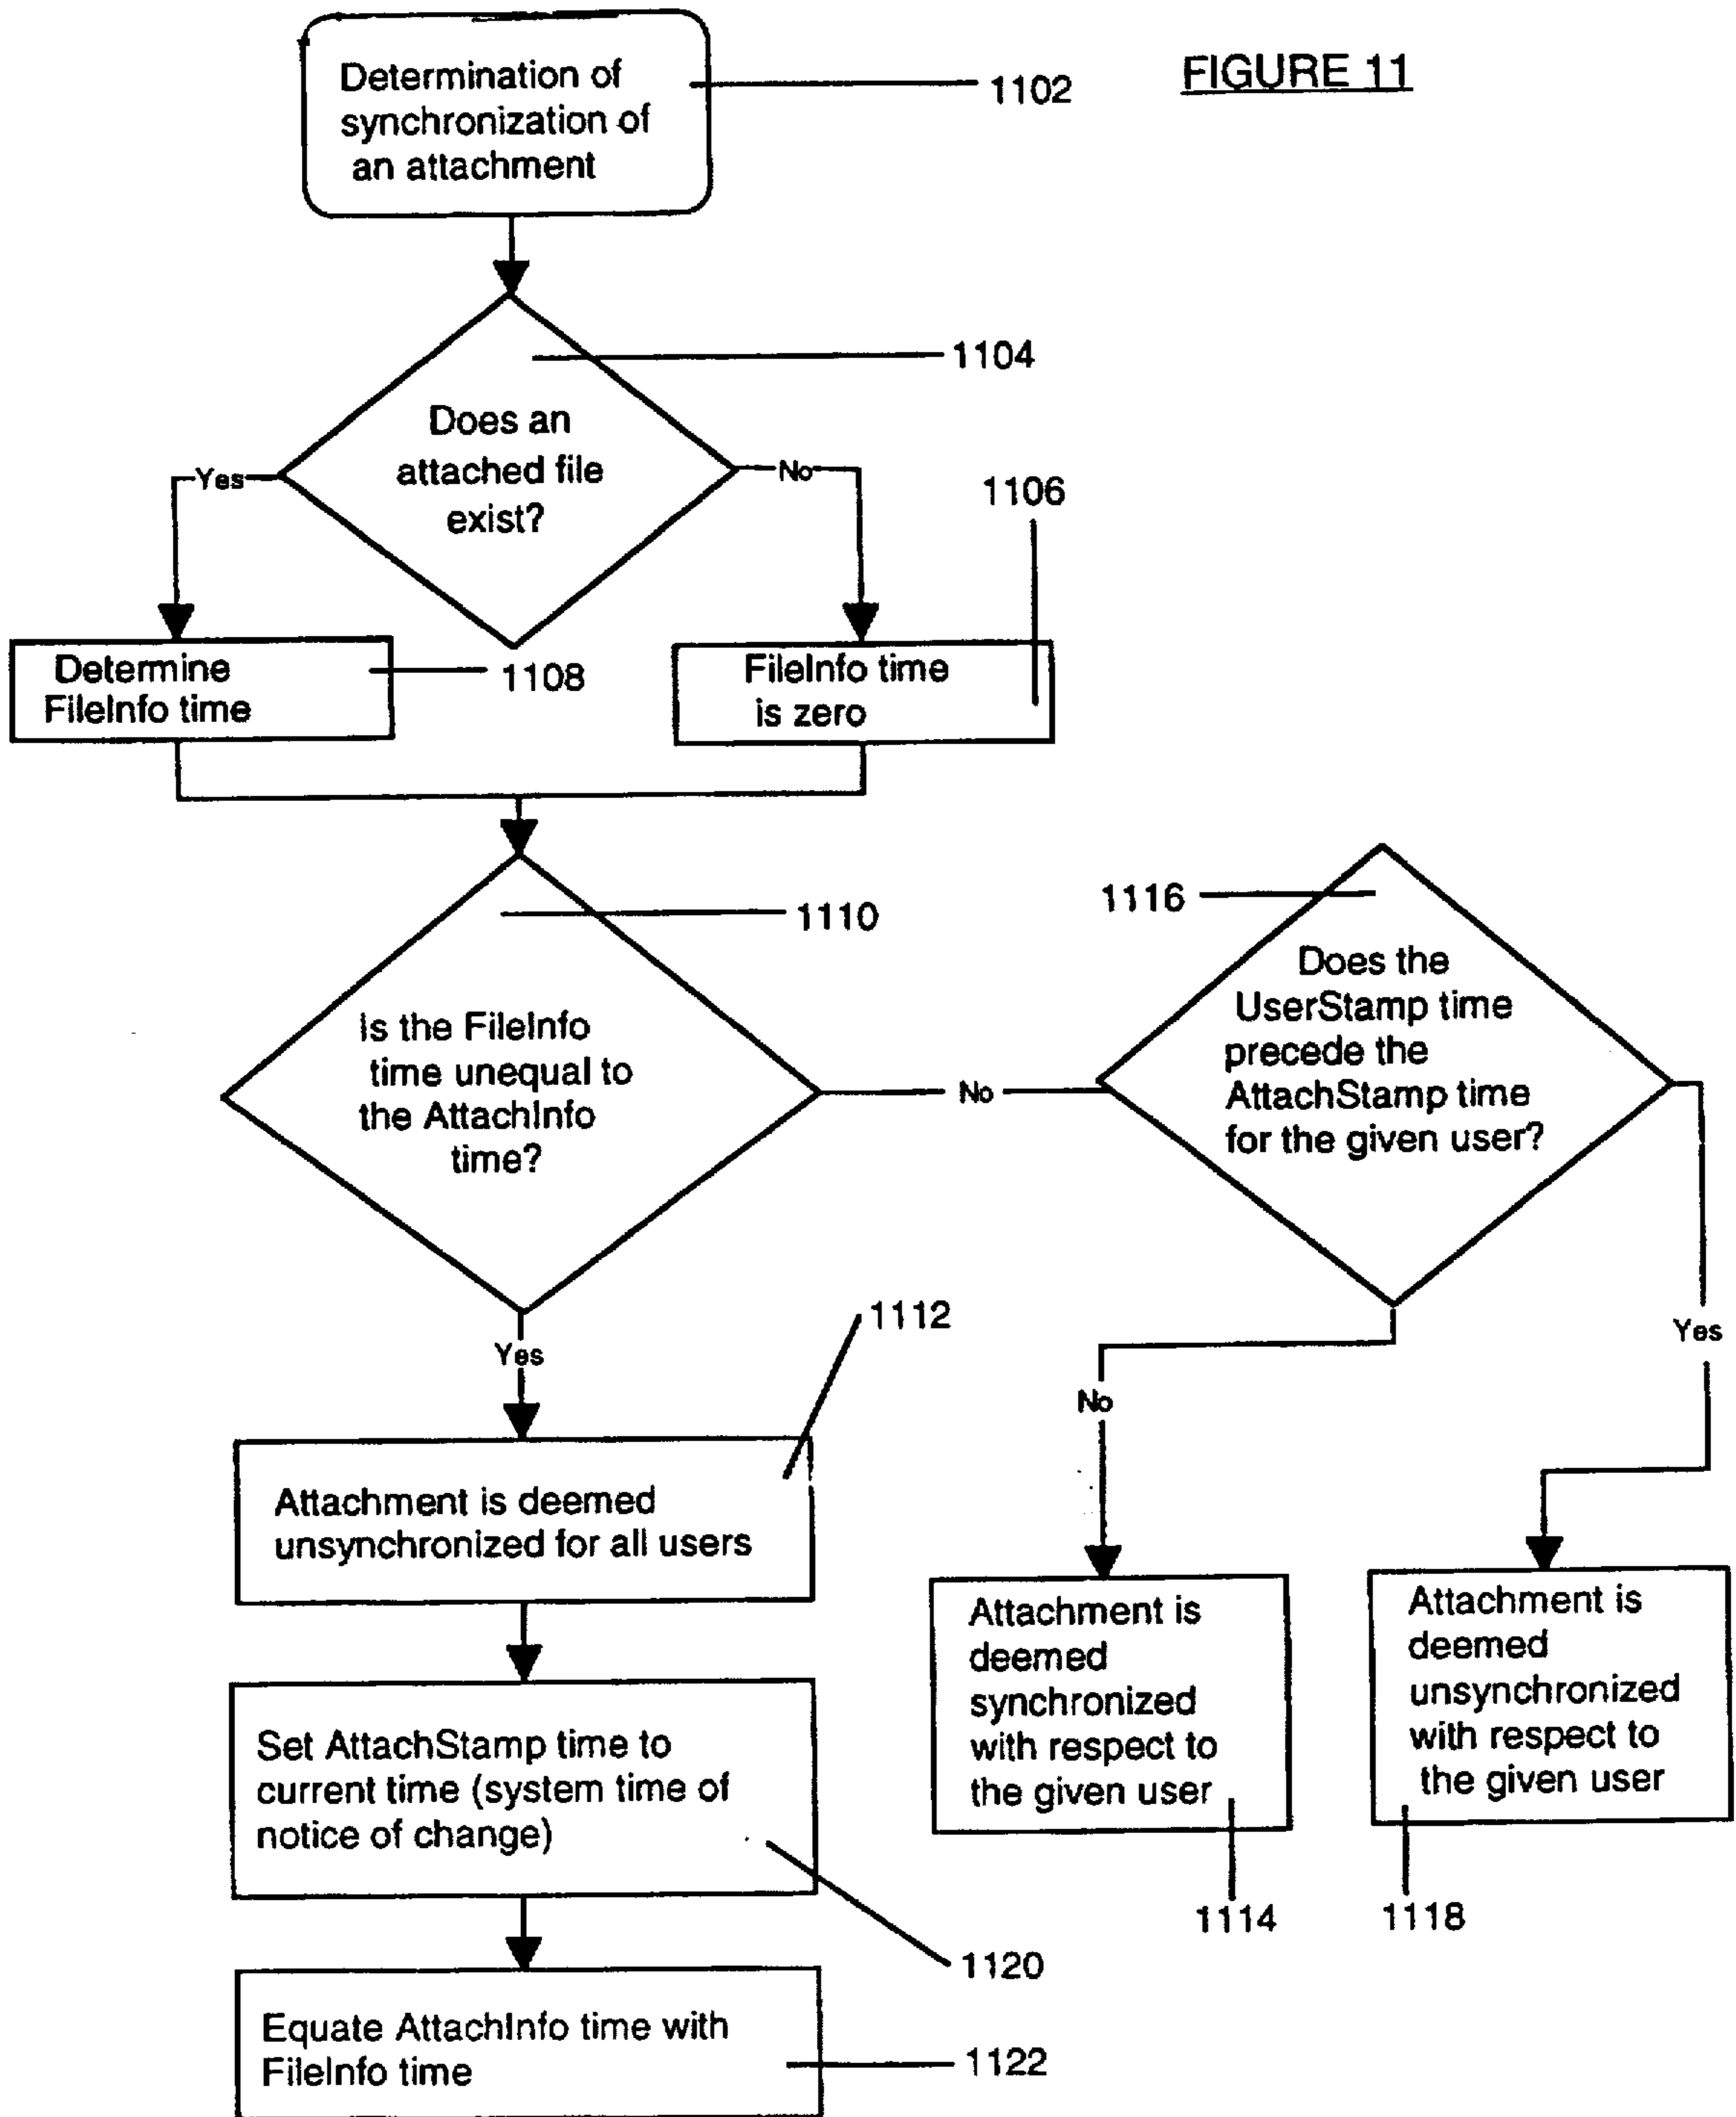 FIGURE 11
Determination of
synchronization of
an attachment
1102
1104
Does an
attached file
exist?
Yes
No
1106
Determine
FileInfo time
1108
FileInfo time
is zero
1110
Is the FileInfo
time unequal to
the AttachInfo
time?
No
1116
Does the
UserStamp time
precede the
AttachStamp time
for the given user?
Yes
No
Yes
1112
Attachment is deemed
unsynchronized for all users
Attachment is
deemed
synchronized
with respect to
the given user
1114
Attachment is
deemed
unsynchronized
with respect to
the given user
1118
Set AttachStamp time to
current time (system time of
notice of change)
1120
Equate AttachInfo time with
FileInfo time
1122